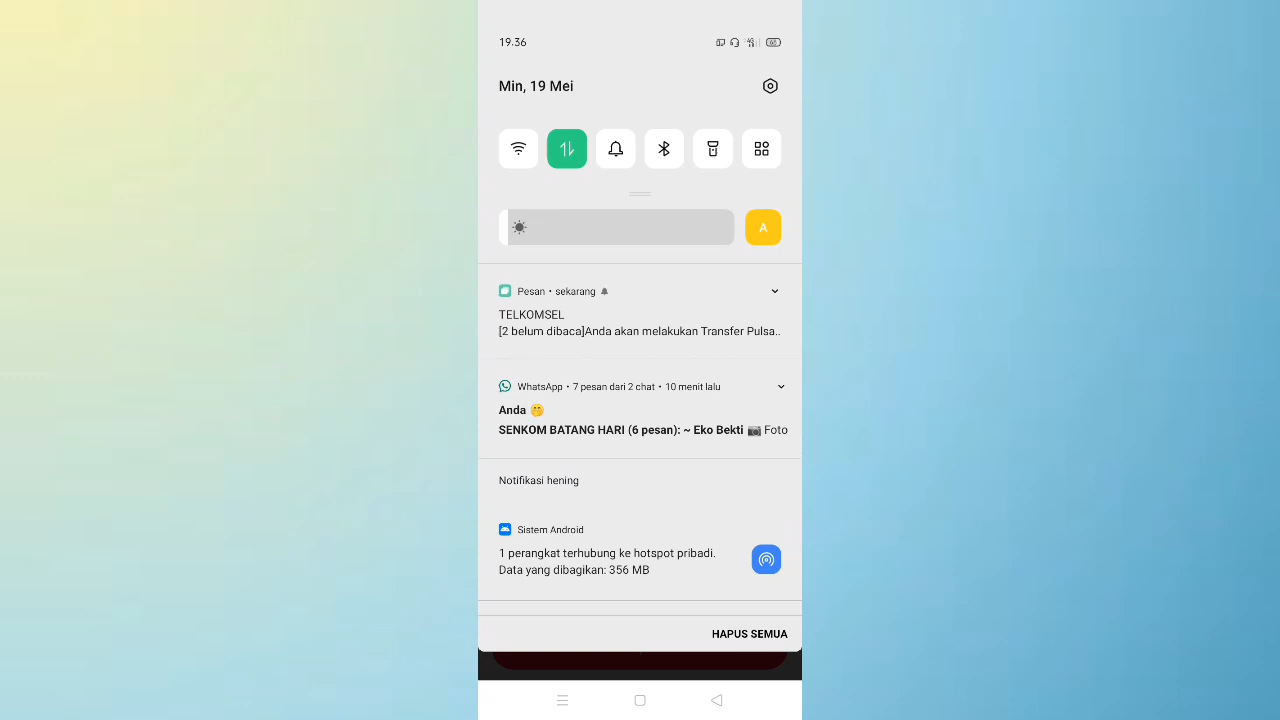 19.36
Min, 19 Mei
A
Pesan • sekarang
TELKOMSEL
[2 belum dibaca]Anda akan melakukan Transfer Pulsa..
WhatsApp • 7 pesan dari 2 chat • 10 menit lalu
Anda 🤭
SENKOM BATANG HARI (6 pesan): ~ Eko Bekti 📷 Foto
Notifikasi hening
Sistem Android
1 perangkat terhubung ke hotspot pribadi.
Data yang dibagikan: 356 MB
HAPUS SEMUA